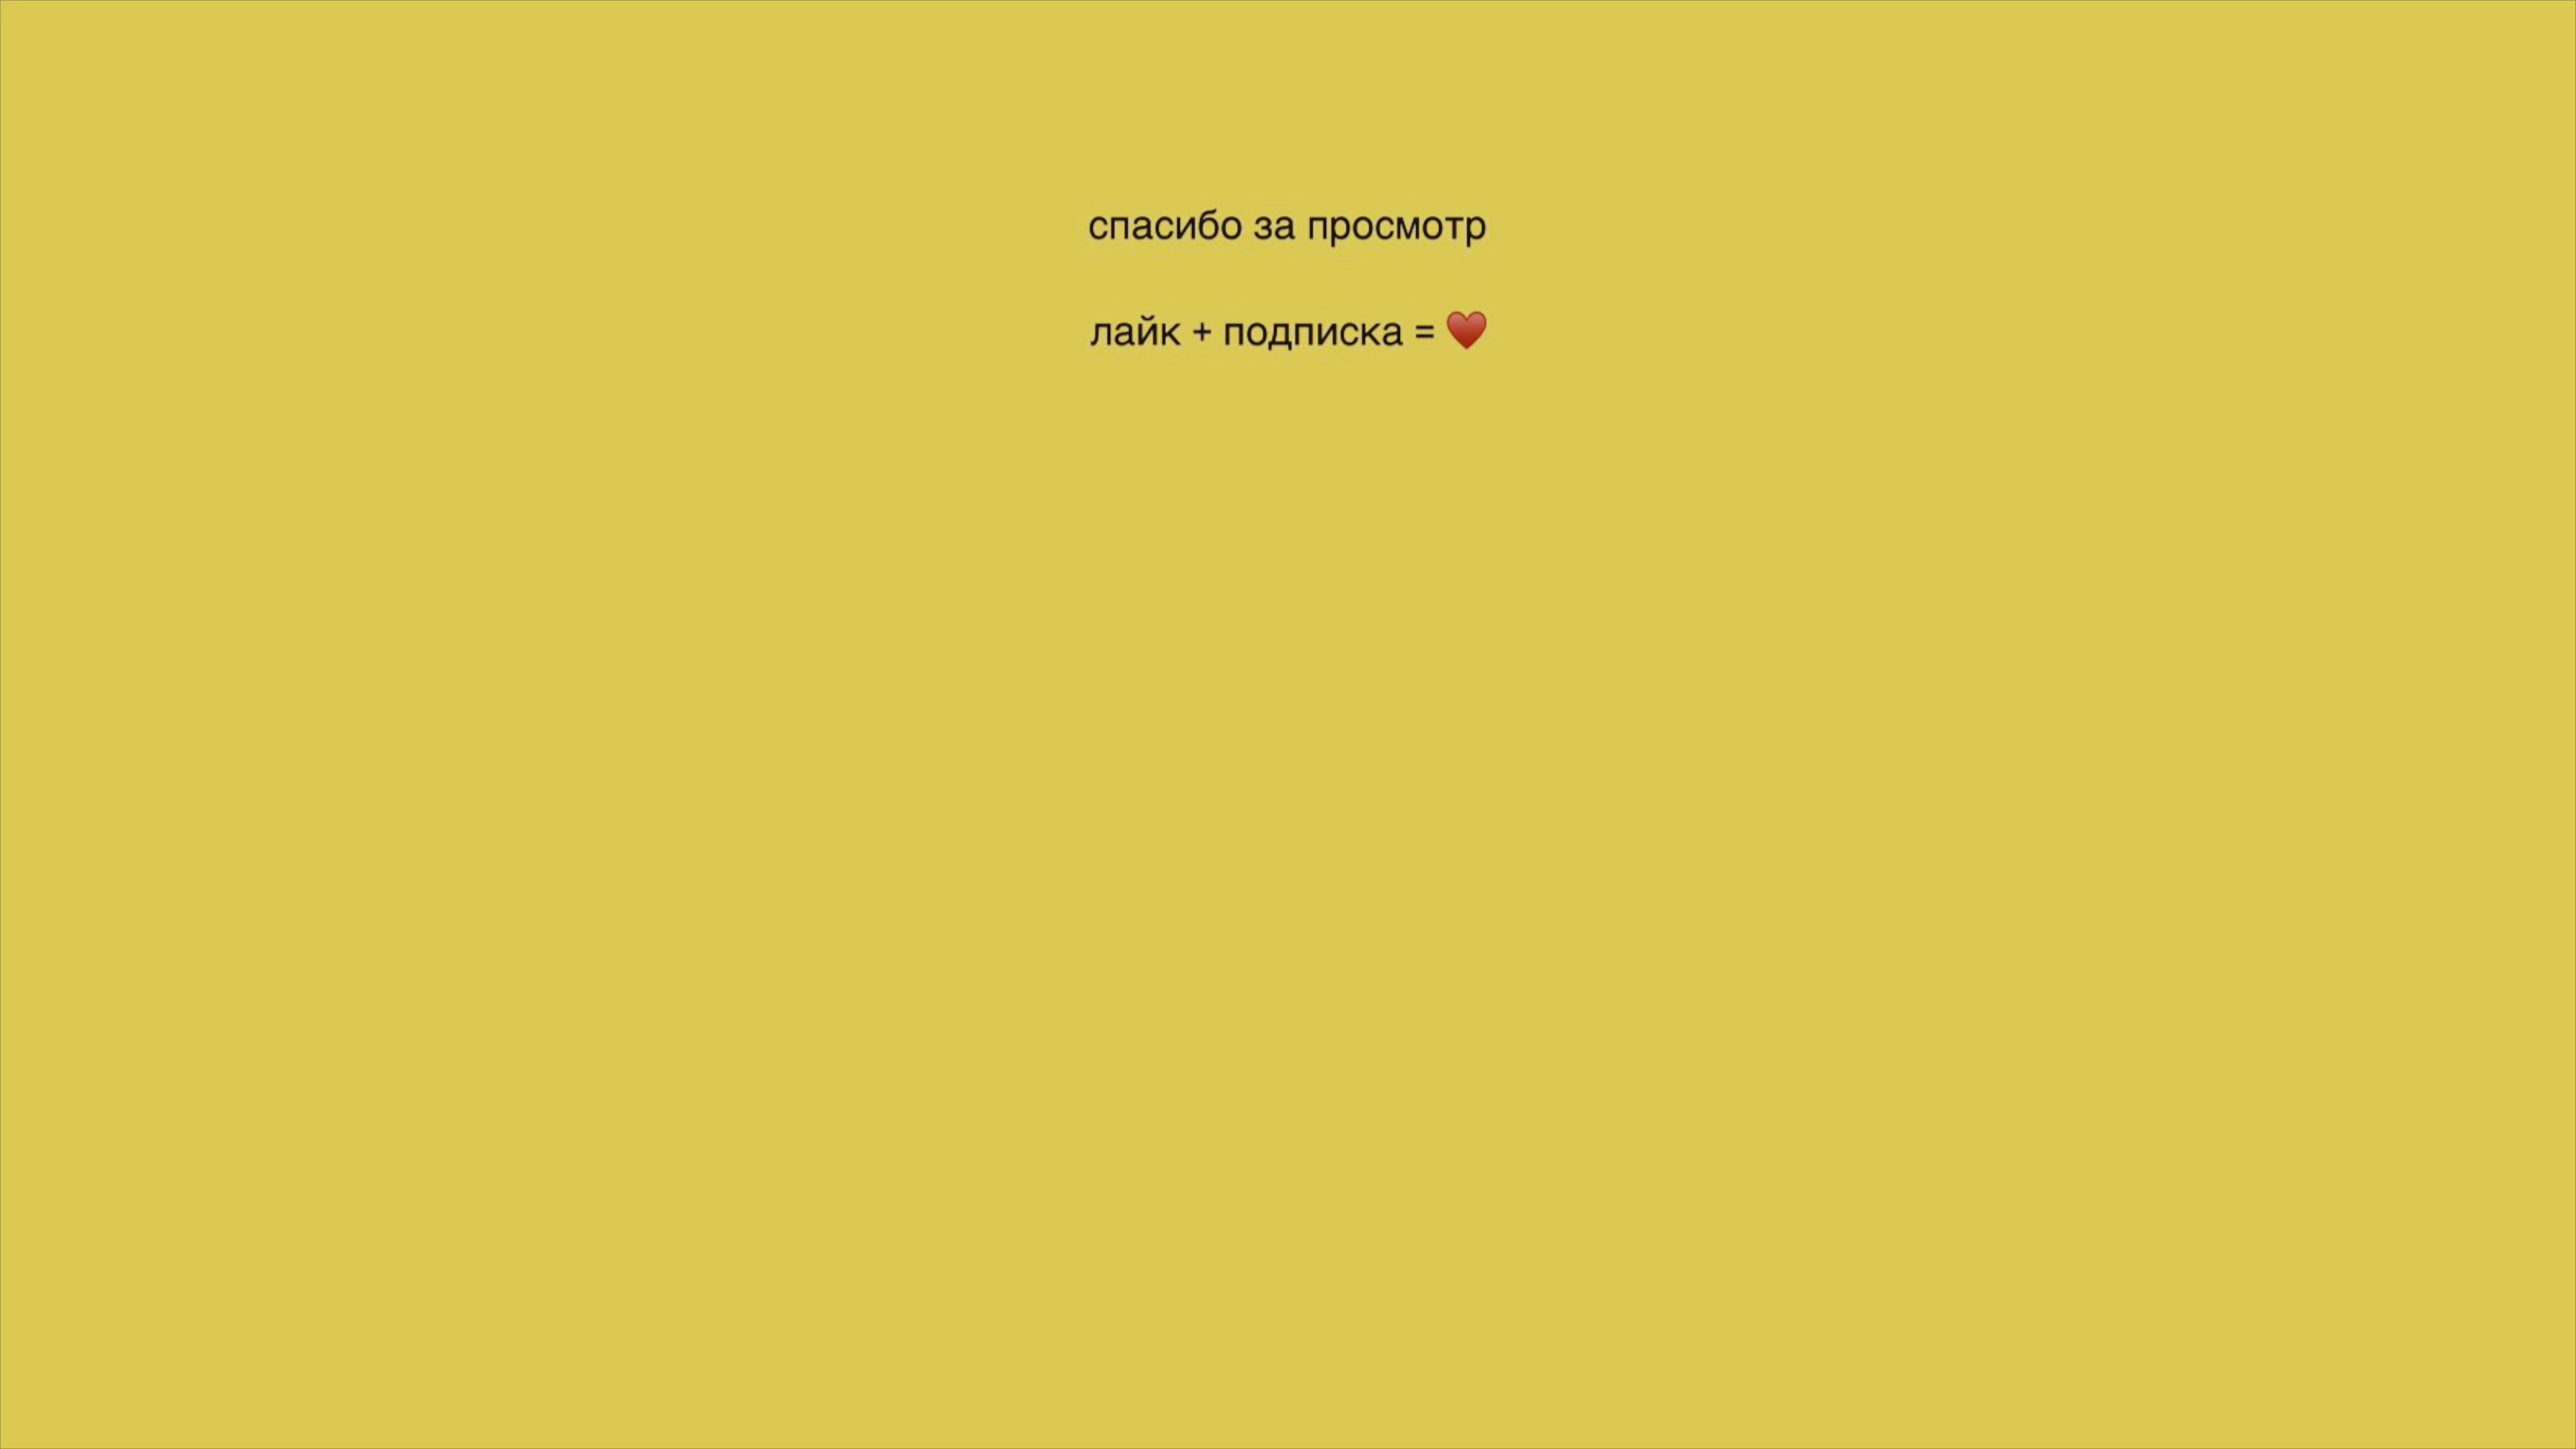 спасибо за просмотр
лайк + подписка = ♥️